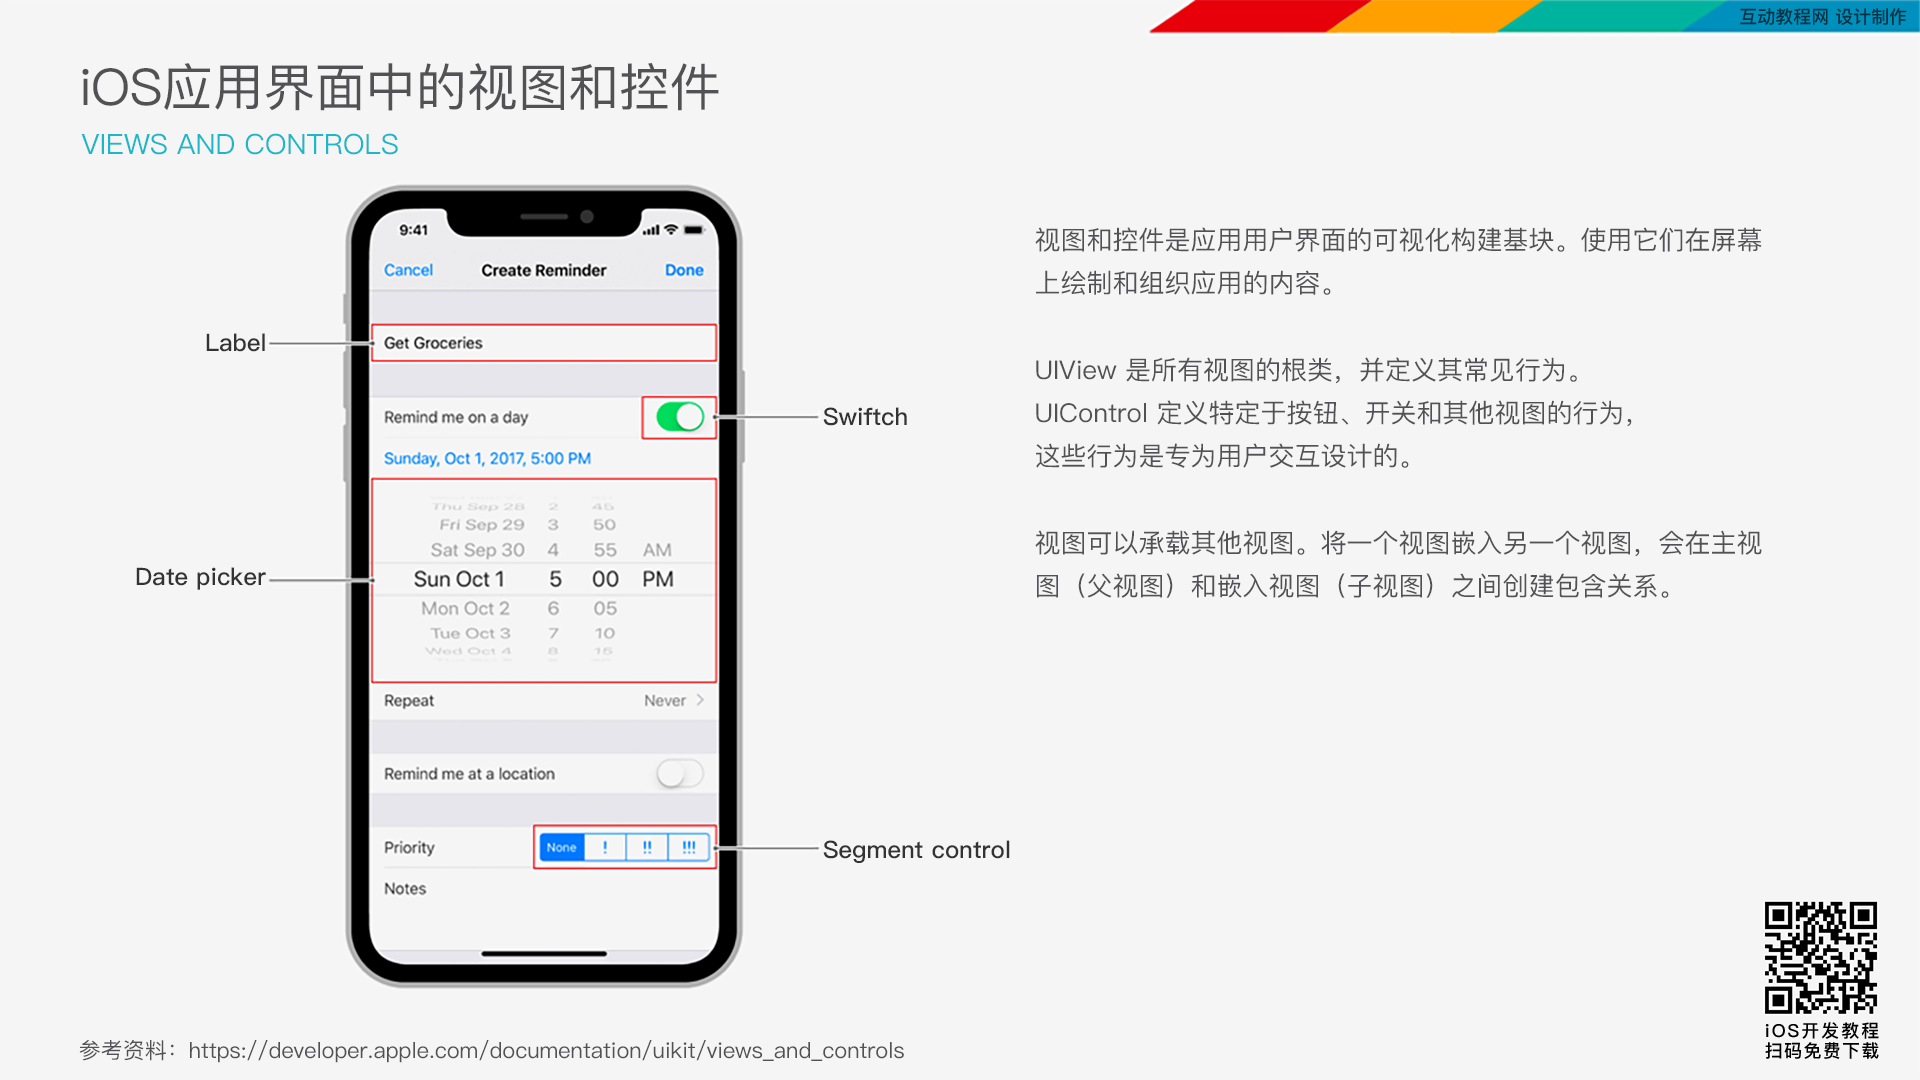 互动教程网 设计制作
iOS应用界面中的视图和控件
VIEWS AND CONTROLS
9:41
Cancel Create Reminder Done
Label
Get Groceries
Remind me on a day
Swiftch
Sunday, Oct 1, 2017, 5:00 PM
Thu Sep 28 2 45
Fri Sep 29 3 50
Sat Sep 30 4 55 AM
Date picker
Sun Oct 1 5 00 PM
Mon Oct 2 6 05
Tue Oct 3 7 10
Wed Oct 4 8 15
Repeat Never
Remind me at a location
Priority None ! !! !!!
Segment control
Notes
视图和控件是应用用户界面的可视化构建基块。使用它们在屏幕
上绘制和组织应用的内容。
UIView 是所有视图的根类，并定义其常见行为。
UIControl 定义特定于按钮、开关和其他视图的行为，
这些行为是专为用户交互设计的。
视图可以承载其他视图。将一个视图嵌入另一个视图，会在主视
图（父视图）和嵌入视图（子视图）之间创建包含关系。
iOS开发教程
扫码免费下载
参考资料：https://developer.apple.com/documentation/uikit/views_and_controls